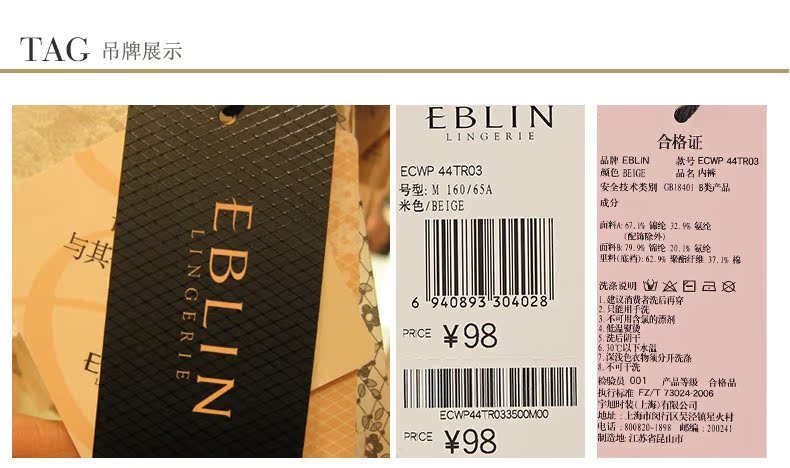 TAG 吊牌展示
与其
EBLIN
LINGERIE
EBLIN
LINGERIE
ECWP 44TR03
号型: M 160/65A
米色/BEIGE
6 940893 304028
PRICE ¥98
ECWP44TR033500M00
PRICE ¥98
合格证
品牌 EBLIN 款号 ECWP 44TR03
颜色 BEIGE 品名 内裤
安全技术类别 GB18401 B类产品
成分
面料A: 67.1% 锦纶 32.9% 氨纶
(配饰除外)
面料B: 79.9% 锦纶 20.1% 氨纶
里料(底裆): 62.9% 聚酯纤维 37.1% 棉
洗涤说明
1.建议消费者洗后再穿
2.只能用手洗
3.不可用含氯的漂剂
4.低温熨烫
5.洗后阴干
6.30℃以下水温
7.深浅色衣物须分开洗涤
8.不可干洗
检验员 001 产品等级 合格品
执行标准 FZ/T 73024-2006
宇旭时装(上海)有限公司
地址: 上海市闵行区吴泾镇星火村
电话: 800820-1898 邮编: 200241
制造地: 江苏省昆山市